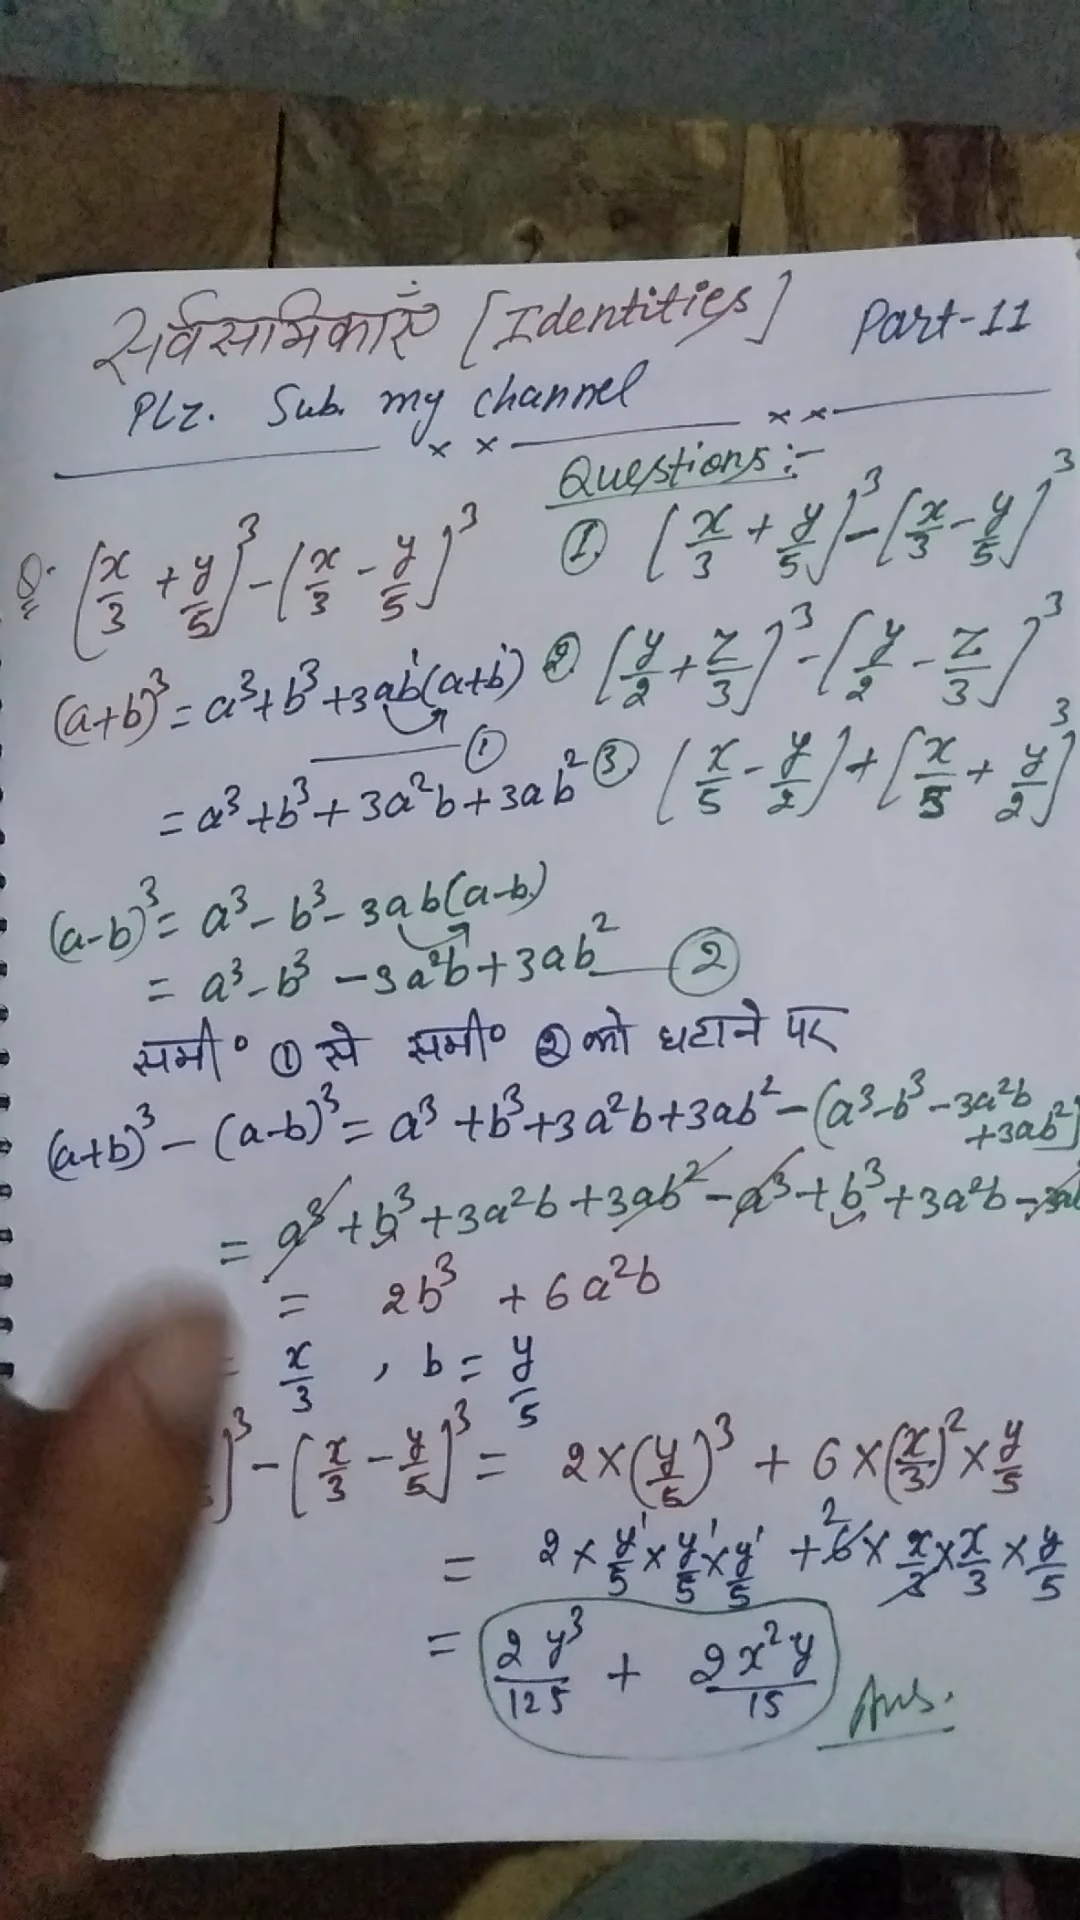 सर्वसमिकाएँ [Identities] Part-11
Plz. Sub. my channel
Questions:-
Q. [x/3 + y/5]³ - [x/3 - y/5]³
① [x/3 + y/5]³ - [x/3 - y/5]³
② [y/2 + z/3]³ - [y/2 - z/3]³
③ [x/5 - y/2] + [x/5 + y/2]³
(a+b)³ = a³+b³+3ab(a+b)
①
= a³+b³+3a²b+3ab²
(a-b)³ = a³-b³-3ab(a-b)
= a³-b³-3a²b+3ab² ②
समी० ① से समी० ② को घटाने पर
(a+b)³ - (a-b)³ = a³+b³+3a²b+3ab² - (a³-b³-3a²b
+3ab²)
= a³+b³+3a²b+3ab²-a³+b³+3a²b-3ab
= 2b³ + 6a²b
= x/3 , b = y/5
]³ - [x/3 - y/5]³ = 2×(y/5)³ + 6×(x/3)²×y/5
= 2×y/5×y/5×y/5 + 6×x/3×x/3×y/5
= 2y³/125 + 2x²y/15 Ans.